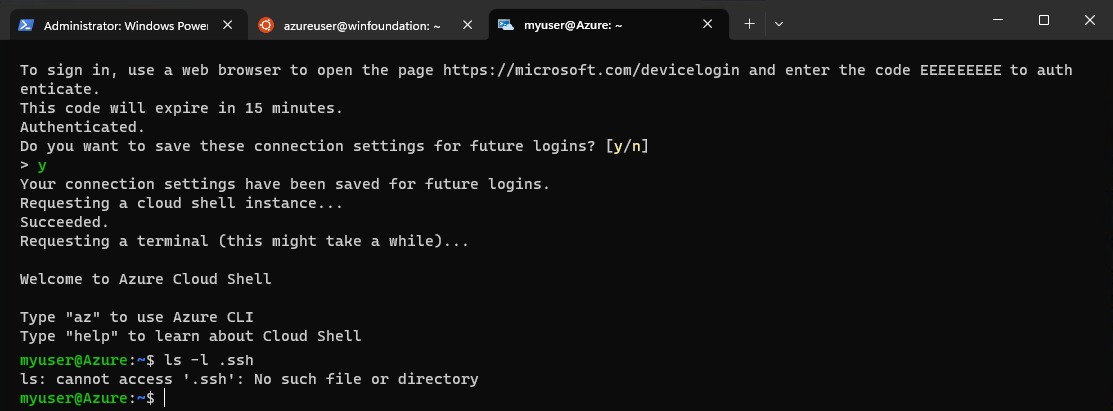 Administrator: Windows Power
azureuser@winfoundation: ~
myuser@Azure: ~
To sign in, use a web browser to open the page https://microsoft.com/devicelogin and enter the code EEEEEEEEE to auth
enticate.
This code will expire in 15 minutes.
Authenticated.
Do you want to save these connection settings for future logins? [y/n]
> y
Your connection settings have been saved for future logins.
Requesting a cloud shell instance...
Succeeded.
Requesting a terminal (this might take a while)...
Welcome to Azure Cloud Shell
Type "az" to use Azure CLI
Type "help" to learn about Cloud Shell
myuser@Azure:~$ ls -l .ssh
ls: cannot access '.ssh': No such file or directory
myuser@Azure:~$